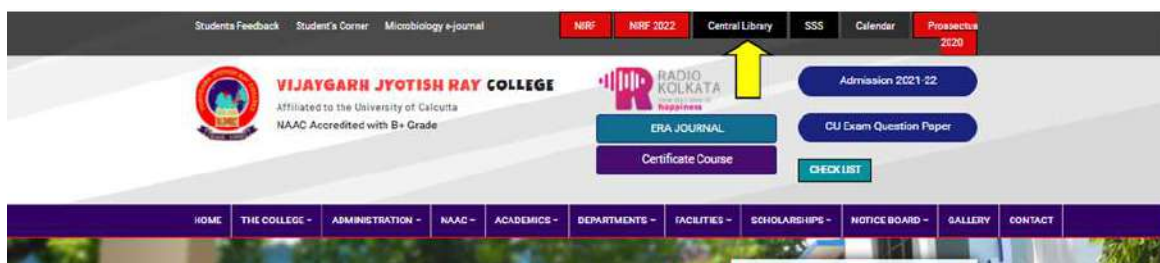 Students Feedback Student's Corner Microbiology e-journal NIRF NIRF 2022 Central Library SSS Calendar Prospectus 2020
VIJAYGARH JYOTISH RAY COLLEGE
Affiliated to the University of Calcutta
NAAC Accredited with B+ Grade
RADIO
KOLKATA
happiness
ERA JOURNAL
Certificate Course
Admission 2021-22
CU Exam Question Paper
CHECK LIST
HOME THE COLLEGE ADMINISTRATION NAAC ACADEMICS DEPARTMENTS FACILITIES SCHOLARSHIPS NOTICE BOARD GALLERY CONTACT